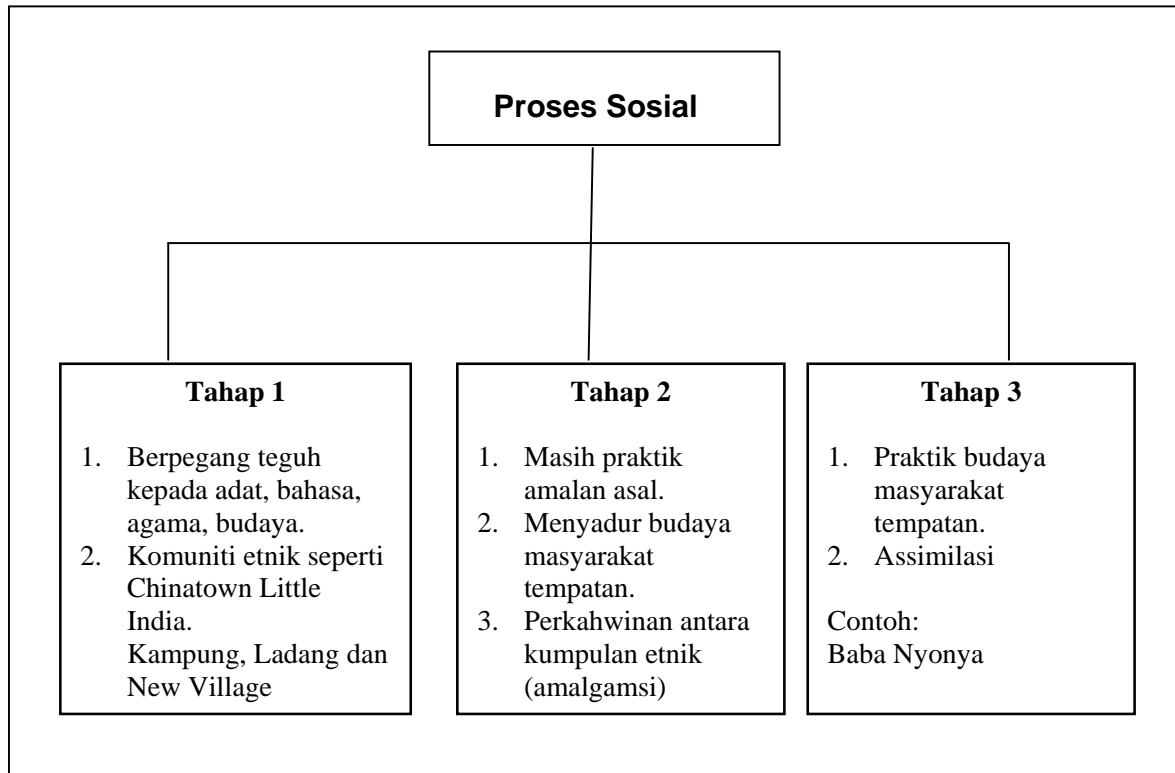 Proses Sosial
Tahap 1
1. Berpegang teguh
kepada adat, bahasa,
agama, budaya.
2. Komuniti etnik seperti
Chinatown Little
India.
Kampung, Ladang dan
New Village
Tahap 2
1. Masih praktik
amalan asal.
2. Menyadur budaya
masyarakat
tempatan.
3. Perkahwinan antara
kumpulan etnik
(amalgamsi)
Tahap 3
1. Praktik budaya
masyarakat
tempatan.
2. Assimilasi
Contoh:
Baba Nyonya